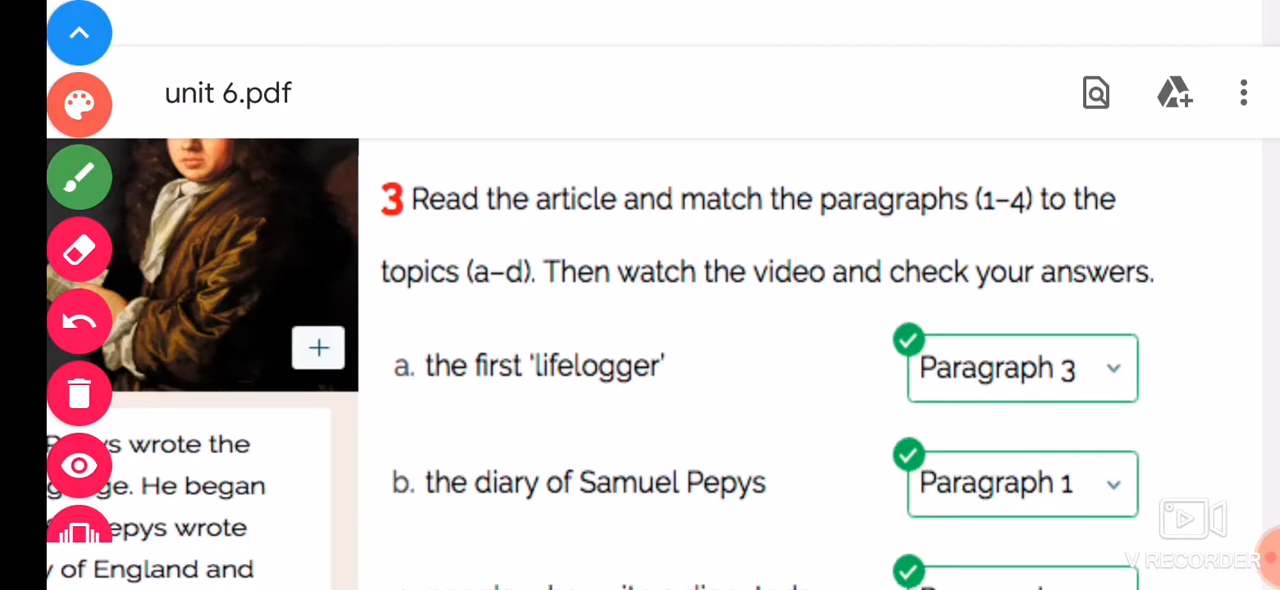 unit 6.pdf
3 Read the article and match the paragraphs (1–4) to the
topics (a–d). Then watch the video and check your answers.
a. the first ‘lifelogger’
Paragraph 3
b. the diary of Samuel Pepys
Paragraph 1
wrote the
He began
epys wrote
of England and
V RECORDER